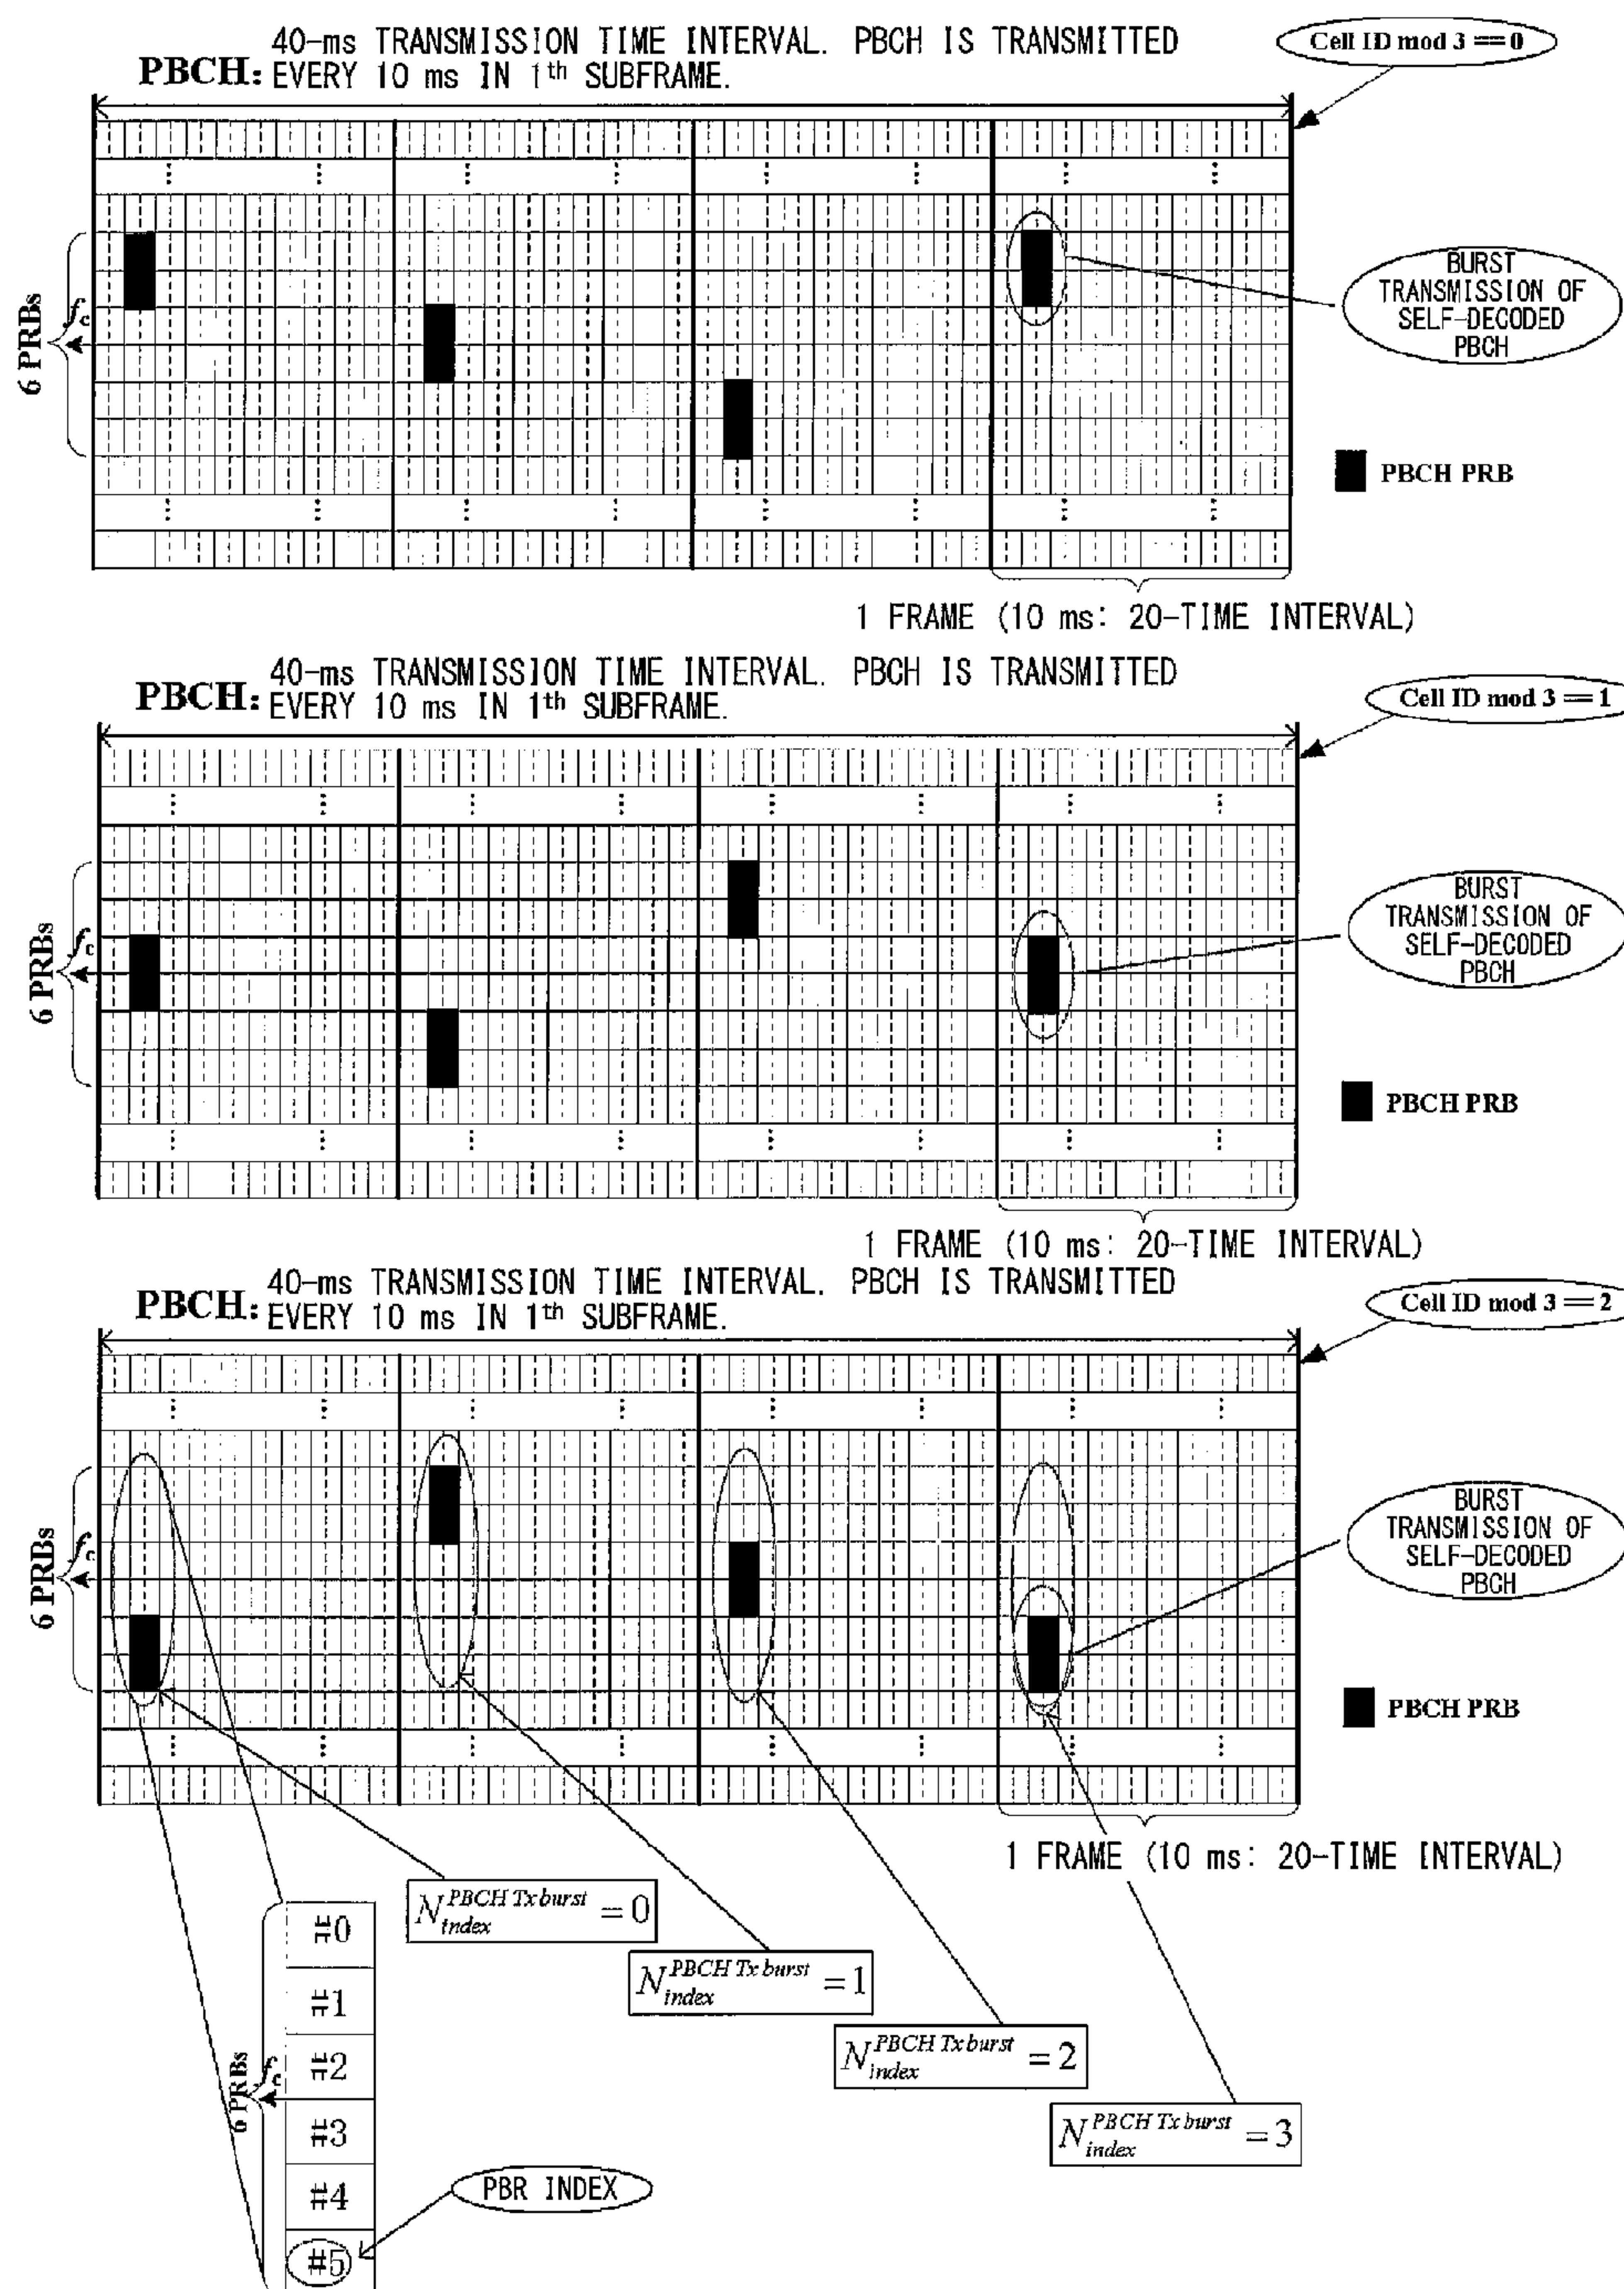 40-ms TRANSMISSION TIME INTERVAL. PBCH IS TRANSMITTED
PBCH: EVERY 10 ms IN 1th SUBFRAME.
Cell ID mod 3 == 0
6 PRBs
fc
BURST
TRANSMISSION OF
SELF-DECODED
PBCH
PBCH PRB
1 FRAME (10 ms: 20-TIME INTERVAL)
40-ms TRANSMISSION TIME INTERVAL. PBCH IS TRANSMITTED
PBCH: EVERY 10 ms IN 1th SUBFRAME.
Cell ID mod 3 == 1
6 PRBs
fc
BURST
TRANSMISSION OF
SELF-DECODED
PBCH
PBCH PRB
1 FRAME (10 ms: 20-TIME INTERVAL)
40-ms TRANSMISSION TIME INTERVAL. PBCH IS TRANSMITTED
PBCH: EVERY 10 ms IN 1th SUBFRAME.
Cell ID mod 3 == 2
6 PRBs
fc
BURST
TRANSMISSION OF
SELF-DECODED
PBCH
PBCH PRB
1 FRAME (10 ms: 20-TIME INTERVAL)
N index PBCH Tx burst = 0
N index PBCH Tx burst = 1
N index PBCH Tx burst = 2
N index PBCH Tx burst = 3
6 PRBs
fc
#0
#1
#2
#3
#4
#5
PBR INDEX